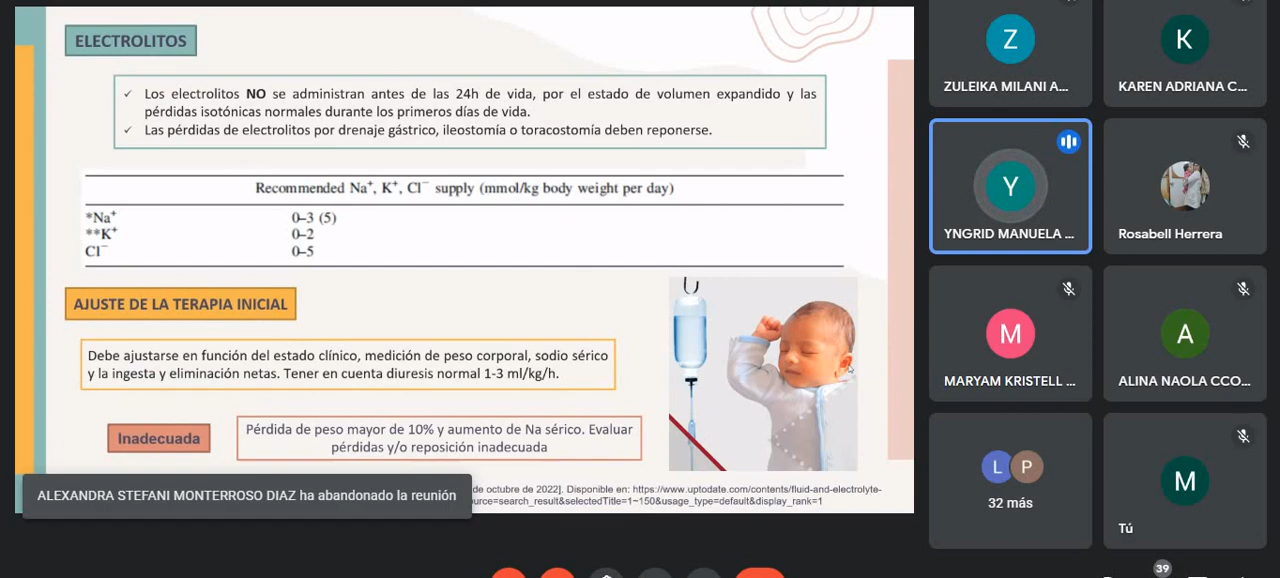 ELECTROLITOS
✓ Los electrolitos NO se administran antes de las 24h de vida, por el estado de volumen expandido y las
pérdidas isotónicas normales durante los primeros días de vida.
✓ Las pérdidas de electrolitos por drenaje gástrico, ileostomía o toracostomía deben reponerse.
Recommended Na⁺, K⁺, Cl⁻ supply (mmol/kg body weight per day)
*Na⁺ 0–3 (5)
**K⁺ 0–2
Cl⁻ 0–5
AJUSTE DE LA TERAPIA INICIAL
Debe ajustarse en función del estado clínico, medición de peso corporal, sodio sérico
y la ingesta y eliminación netas. Tener en cuenta diuresis normal 1-3 ml/kg/h.
Inadecuada
Pérdida de peso mayor de 10% y aumento de Na sérico. Evaluar
pérdidas y/o reposición inadecuada
ALEXANDRA STEFANI MONTERROSO DIAZ ha abandonado la reunión
de octubre de 2022]. Disponible en: https://www.uptodate.com/contents/fluid-and-electrolyte-
ource=search_result&selectedTitle=1~150&usage_type=default&display_rank=1
Z
ZULEIKA MILANI A...
K
KAREN ADRIANA C...
Y
YNGRID MANUELA ...
Rosabell Herrera
M
MARYAM KRISTELL ...
A
ALINA NAOLA CCO...
L P
32 más
M
Tú
39